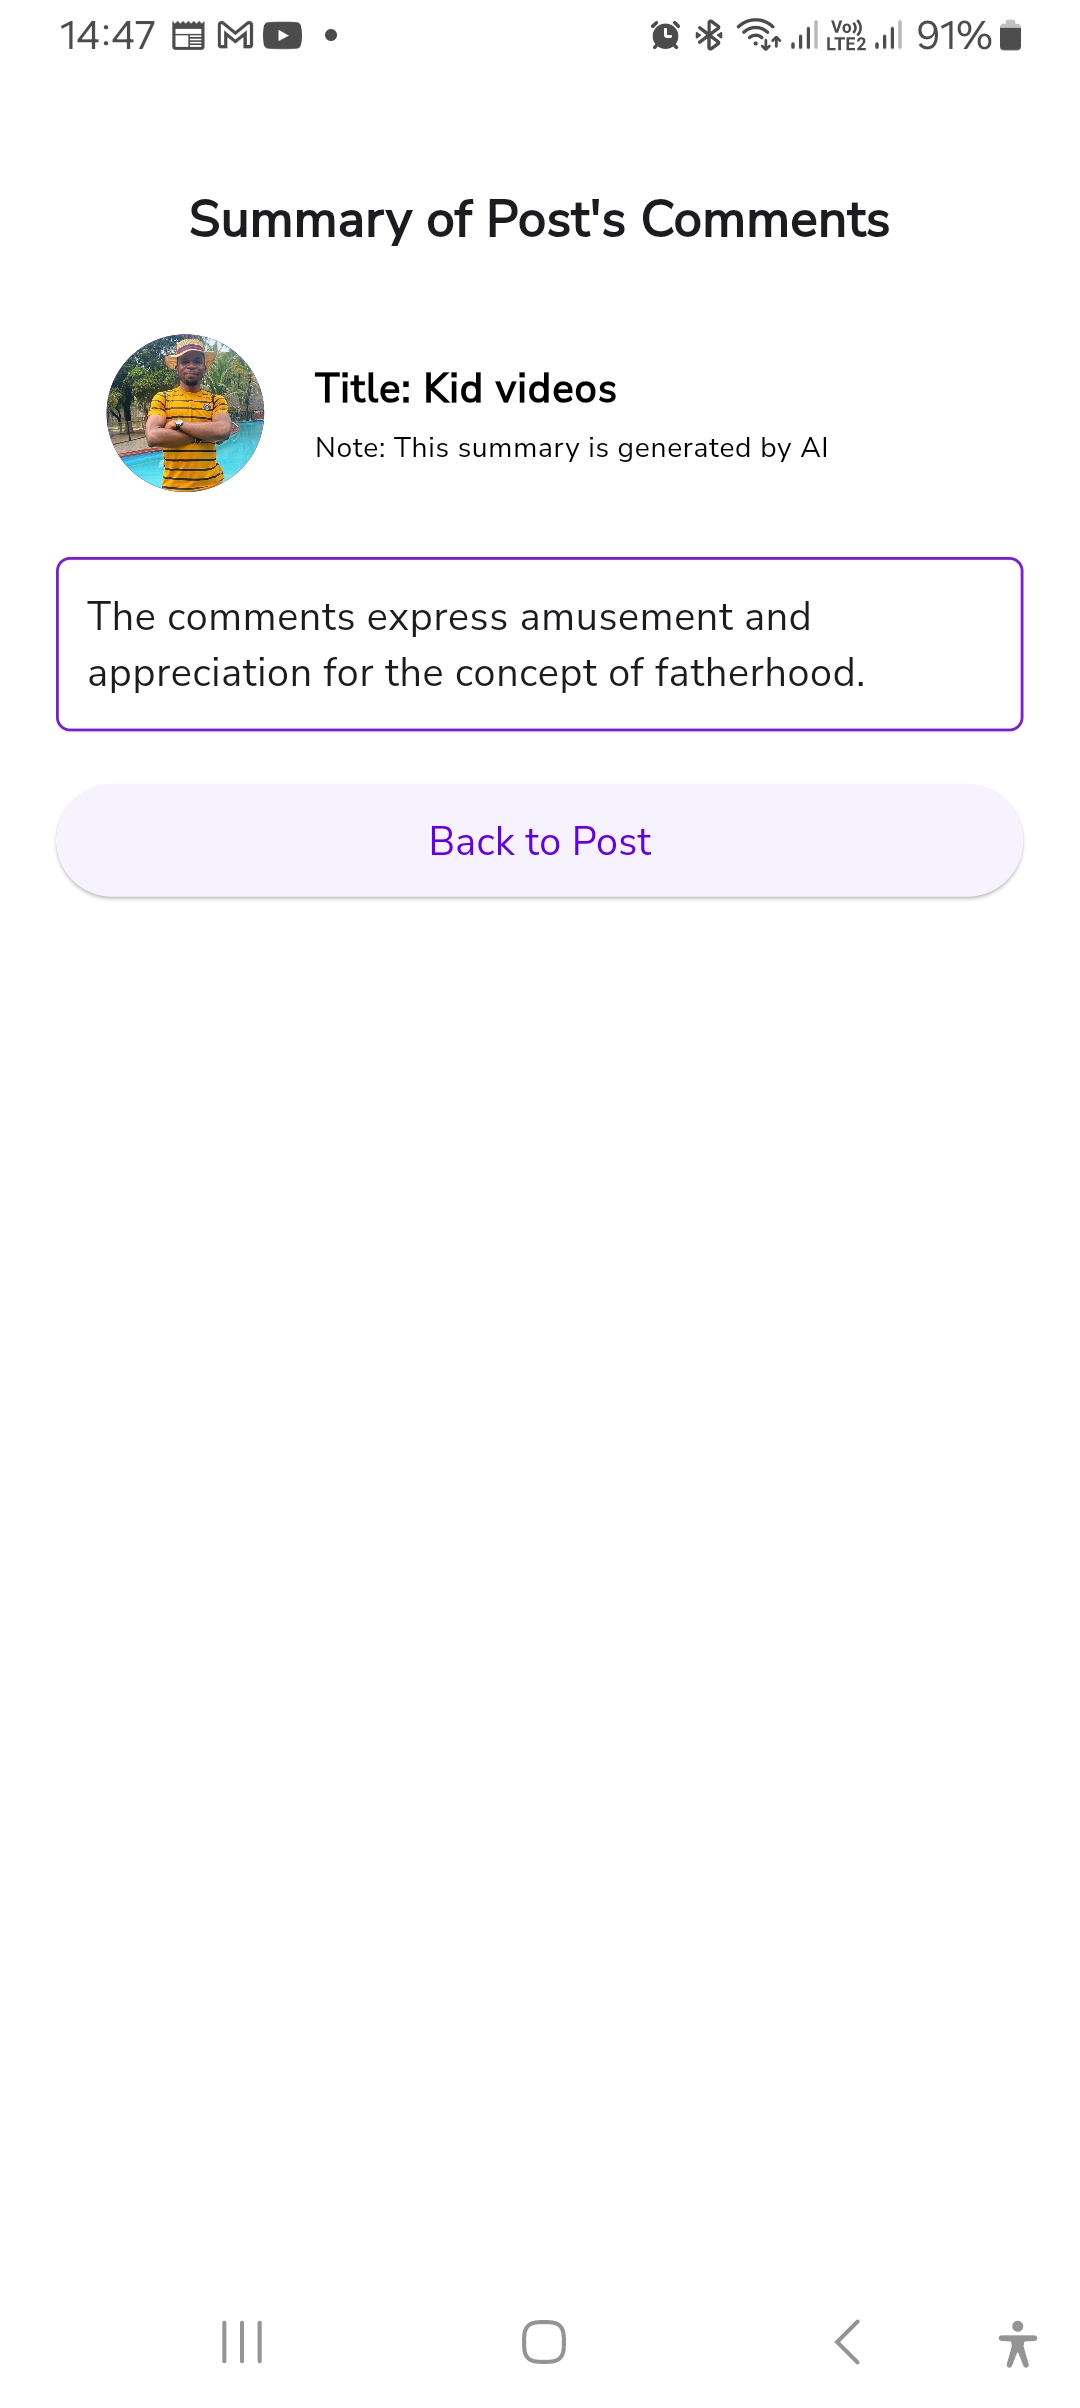 14:47
Vo)) LTE2 91%
Summary of Post's Comments
Title: Kid videos
Note: This summary is generated by AI
The comments express amusement and
appreciation for the concept of fatherhood.
Back to Post